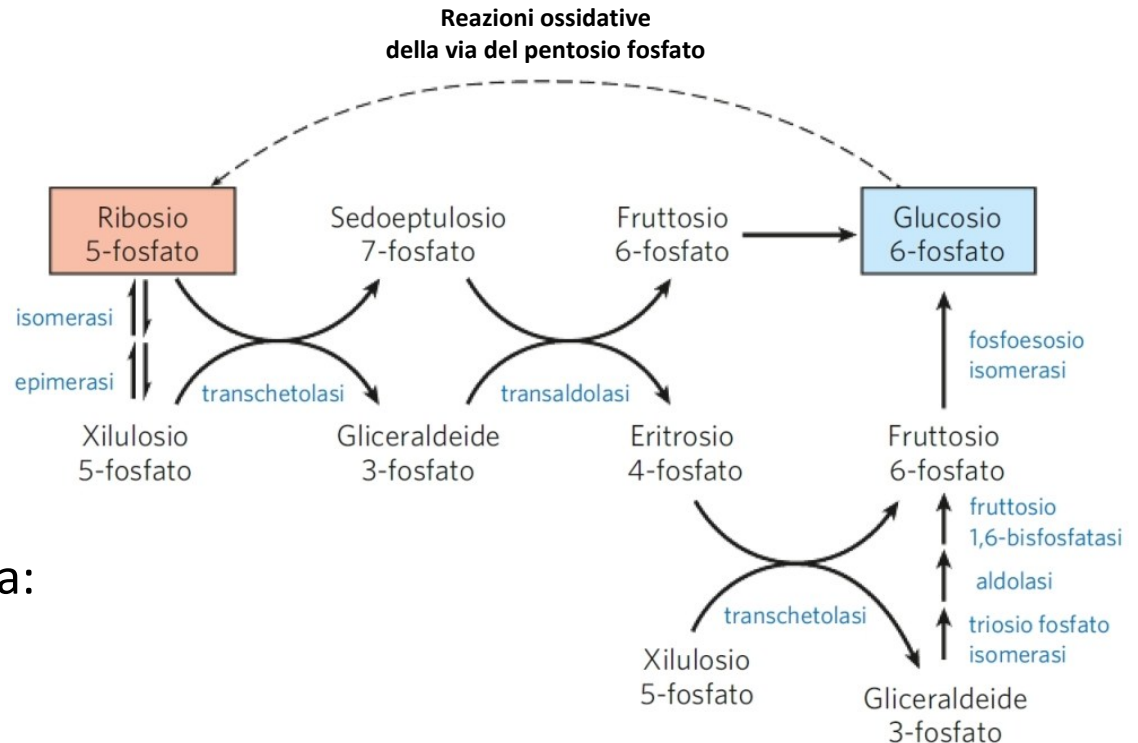 Reazioni ossidative
della via del pentosio fosfato
Ribosio
5-fosfato
Sedoeptulosio
7-fosfato
Fruttosio
6-fosfato
Glucosio
6-fosfato
isomerasi
epimerasi
transchetolasi
transaldolasi
fosfoesosio
isomerasi
Xilulosio
5-fosfato
Gliceraldeide
3-fosfato
Eritrosio
4-fosfato
Fruttosio
6-fosfato
fruttosio
1,6-bisfosfatasi
aldolasi
triosio fosfato
isomerasi
a:
transchetolasi
Xilulosio
5-fosfato
Gliceraldeide
3-fosfato